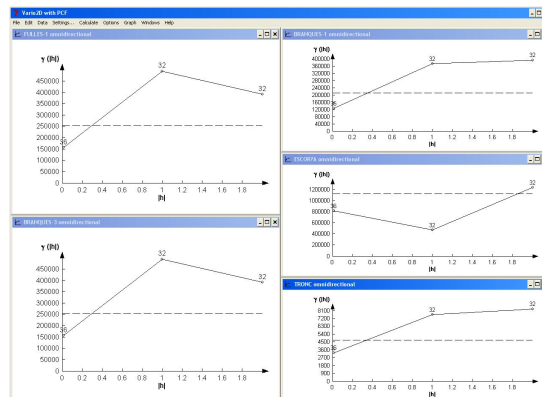 Vario2D with PCF
File Edit Data Settings... Calculate Options Graph Windows Help
FULLES-1 omnidirectional
γ (|h|)
450000
400000
350000
300000
250000
200000
150000
100000
50000
0
36
32
32
0 0.2 0.4 0.6 0.8 1 1.2 1.4 1.6 1.8
|h|
BRANQUES-3 omnidirectional
γ (|h|)
450000
400000
350000
300000
250000
200000
150000
100000
50000
0
36
32
32
0 0.2 0.4 0.6 0.8 1 1.2 1.4 1.6 1.8
|h|
BRANQUES-1 omnidirectional
γ (|h|)
400000
360000
320000
280000
240000
200000
160000
120000
80000
40000
0
36
32
32
0 0.2 0.4 0.6 0.8 1 1.2 1.4 1.6 1.8
|h|
ESCORÇA omnidirectional
γ (|h|)
1200000
1000000
800000
600000
400000
200000
0
36
32
32
0 0.2 0.4 0.6 0.8 1 1.2 1.4 1.6 1.8
|h|
TRONC omnidirectional
γ (|h|)
8100
7200
6300
5400
4500
3600
2700
1800
900
0
36
32
32
0 0.2 0.4 0.6 0.8 1 1.2 1.4 1.6 1.8
|h|